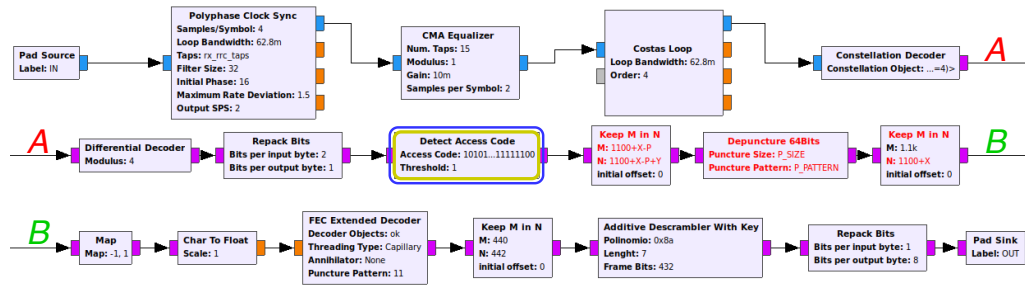 Pad Source
Label: IN
Polyphase Clock Sync
Samples/Symbol: 4
Loop Bandwidth: 62.8m
Taps: rx_rrc_taps
Filter Size: 32
Initial Phase: 16
Maximum Rate Deviation: 1.5
Output SPS: 2
CMA Equalizer
Num. Taps: 15
Modulus: 1
Gain: 10m
Samples per Symbol: 2
Costas Loop
Loop Bandwidth: 62.8m
Order: 4
Constellation Decoder
Constellation Object: ...=4)>
A
A
Differential Decoder
Modulus: 4
Repack Bits
Bits per input byte: 2
Bits per output byte: 1
Detect Access Code
Access Code: 10101...11111100
Threshold: 1
Keep M in N
M: 1100+X-P
N: 1100+X-P+Y
initial offset: 0
Depuncture 64Bits
Puncture Size: P_SIZE
Puncture Pattern: P_PATTERN
Keep M in N
M: 1.1k
N: 1100+X
initial offset: 0
B
B
Map
Map: -1, 1
Char To Float
Scale: 1
FEC Extended Decoder
Decoder Objects: ok
Threading Type: Capillary
Annihilator: None
Puncture Pattern: 11
Keep M in N
M: 440
N: 442
initial offset: 0
Additive Descrambler With Key
Polinomio: 0x8a
Lenght: 7
Frame Bits: 432
Repack Bits
Bits per input byte: 1
Bits per output byte: 8
Pad Sink
Label: OUT